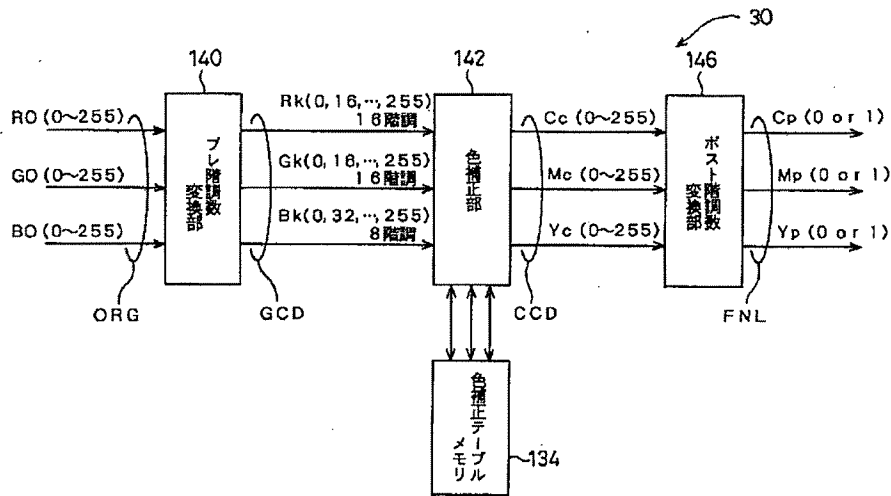 30
140
142
146
RO (0~255)
GO (0~255)
BO (0~255)
プレ階調数
変換部
Rk(0, 16, …, 255)
16階調
Gk(0, 16, …, 255)
16階調
Bk(0, 32, …, 255)
8階調
色補正部
Cc (0~255)
Mc (0~255)
Yc (0~255)
ポスト階調数
変換部
Cp (0 or 1)
Mp (0 or 1)
Yp (0 or 1)
ORG
GCD
CCD
FNL
色補正テーブル
メモリ
134